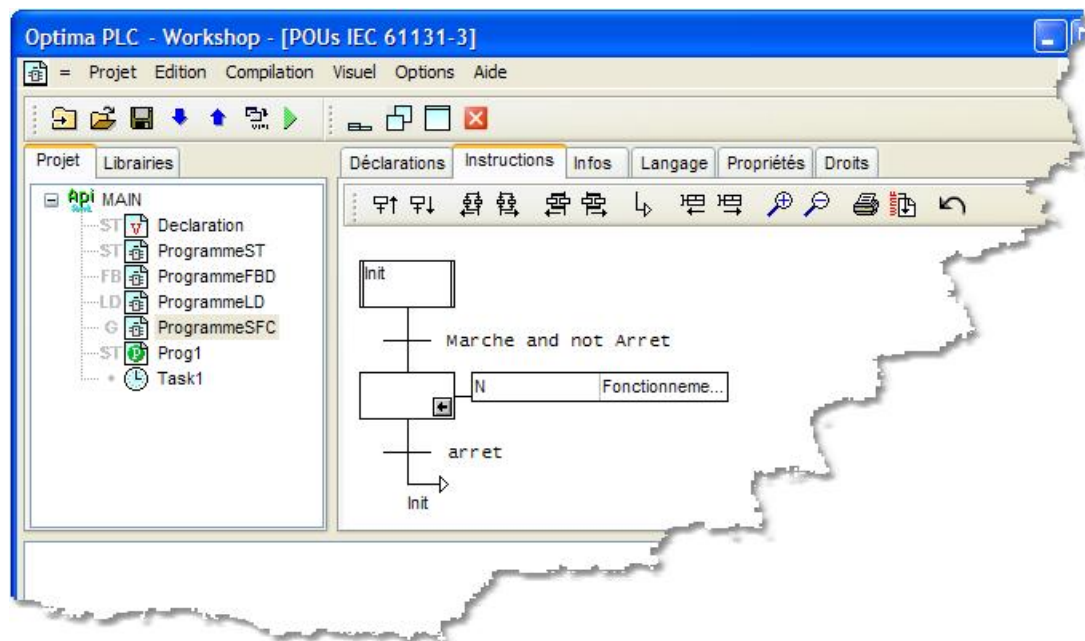 Optima PLC - Workshop - [POUs IEC 61131-3]
= Projet Edition Compilation Visuel Options Aide
Projet Librairies
Déclarations Instructions Infos Langage Propriétés Droits
Api MAIN
ST Declaration
ST ProgrammeST
FB ProgrammeFBD
LD ProgrammeLD
G ProgrammeSFC
ST Prog1
Task1
Init
Marche and not Arret
N Fonctionneme...
arret
Init